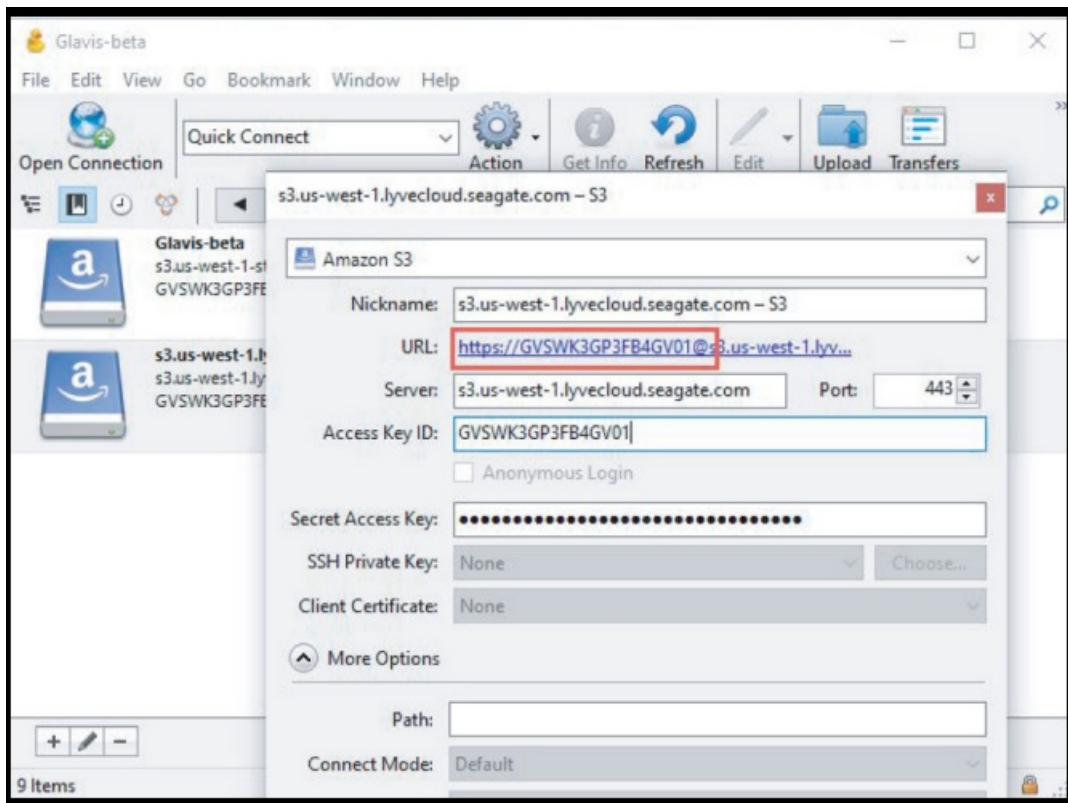 Glavis-beta
File Edit View Go Bookmark Window Help
Quick Connect
Open Connection Action Get Info Refresh Edit Upload Transfers
s3.us-west-1.lyvecloud.seagate.com – S3
x
Glavis-beta
s3.us-west-1-st
GVSWK3GP3FE
s3.us-west-1.ly
s3.us-west-1.ly
GVSWK3GP3FE
Amazon S3
Nickname: s3.us-west-1.lyvecloud.seagate.com – S3
URL: https://GVSWK3GP3FB4GV01@s3.us-west-1.lyv...
Server: s3.us-west-1.lyvecloud.seagate.com Port: 443
Access Key ID: GVSWK3GP3FB4GV01
Anonymous Login
Secret Access Key: ••••••••••••••••••••••••••••••••
SSH Private Key: None Choose...
Client Certificate: None
More Options
Path:
Connect Mode: Default
9 Items